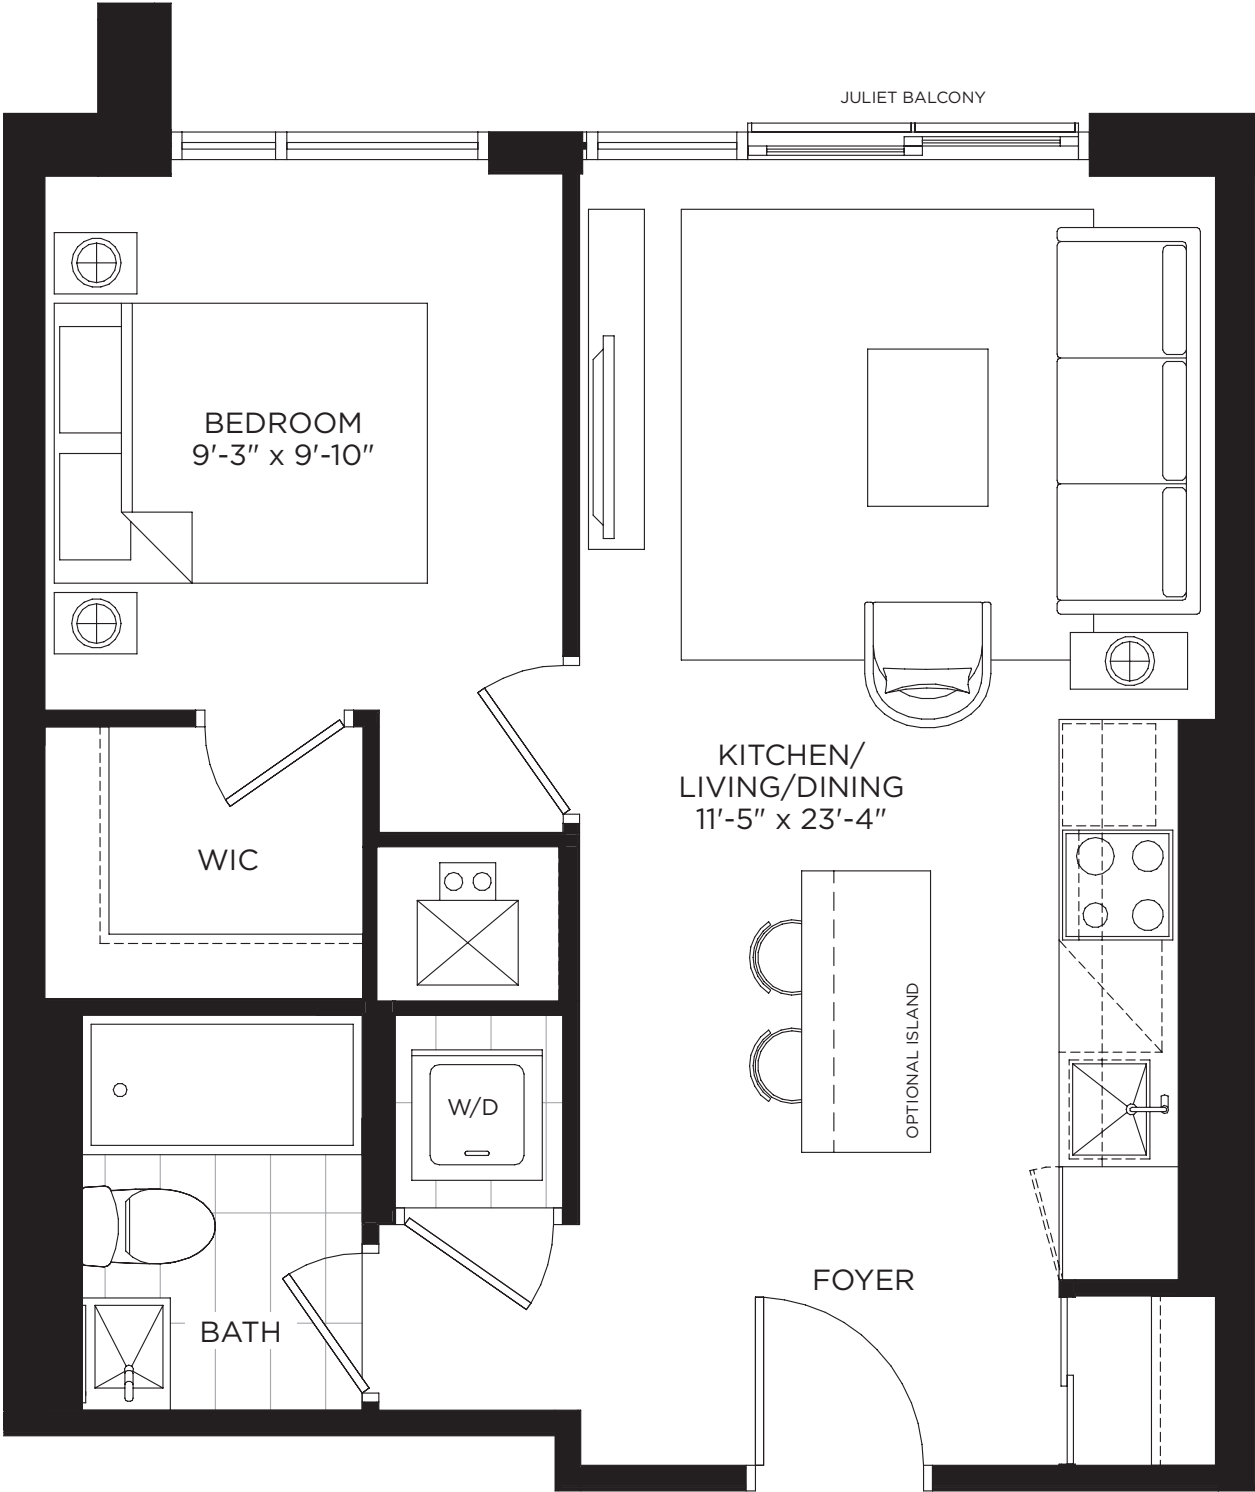 JULIET BALCONY
BEDROOM
9'-3" x 9'-10"
KITCHEN/
LIVING/DINING
11'-5" x 23'-4"
WIC
OPTIONAL ISLAND
W/D
FOYER
BATH